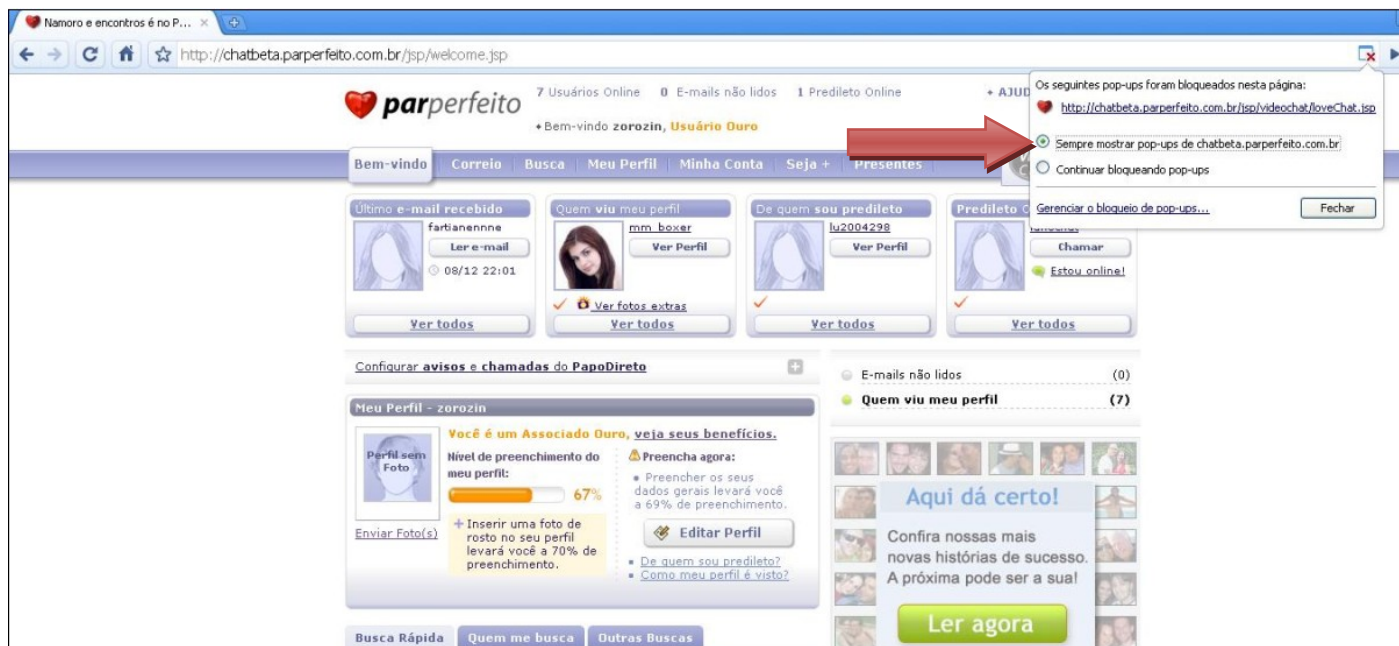 Namoro e encontros é no P...
http://chatbeta.parperfeito.com.br/jsp/welcome.jsp
Os seguintes pop-ups foram bloqueados nesta página:
http://chatbeta.parperfeito.com.br/jsp/videochat/loveChat.jsp
Sempre mostrar pop-ups de chatbeta.parperfeito.com.br
Continuar bloqueando pop-ups
Gerenciar o bloqueio de pop-ups...
Fechar
parperfeito
7 Usuários Online 0 E-mails não lidos 1 Predileto Online
+ AJUD
Bem-vindo zorozin, Usuário Ouro
Bem-vindo Correio Busca Meu Perfil Minha Conta Seja + Presentes
Último e-mail recebido
fartianennne
Ler e-mail
08/12 22:01
Ver todos
Quem viu meu perfil
mm_boxer
Ver Perfil
Ver fotos extras
Ver todos
De quem sou predileto
lu2004298
Ver Perfil
Ver todos
Predileto
Chamar
Estou online!
Ver todos
Configurar avisos e chamadas do PapoDireto
E-mails não lidos (0)
Quem viu meu perfil (7)
Meu Perfil - zorozin
Perfil sem
Foto
Enviar Foto(s)
Você é um Associado Ouro, veja seus benefícios.
Nível de preenchimento do
meu perfil:
67%
+ Inserir uma foto de
rosto no seu perfil
levará você a 70% de
preenchimento.
Preencha agora:
Preencher os seus
dados gerais levará você
a 69% de preenchimento.
Editar Perfil
De quem sou predileto?
Como meu perfil é visto?
Aqui dá certo!
Confira nossas mais
novas histórias de sucesso.
A próxima pode ser a sua!
Ler agora
Busca Rápida Quem me busca Outras Buscas